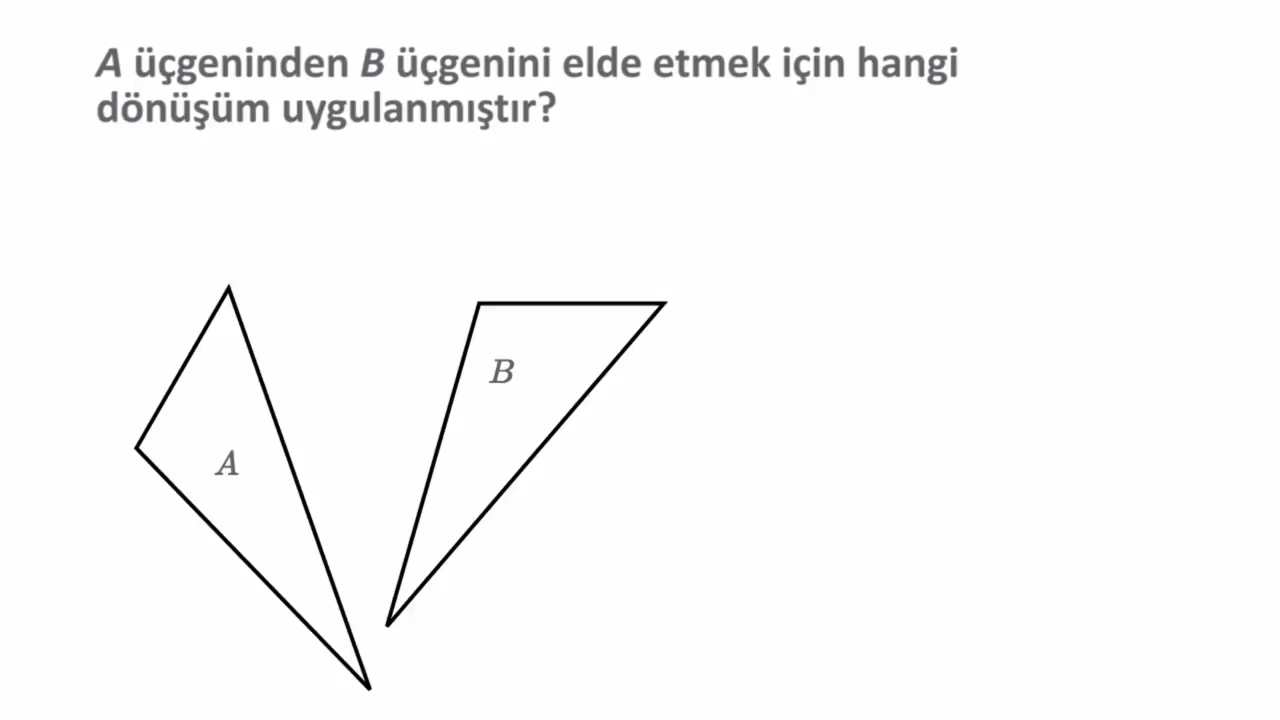 A üçgeninden B üçgenini elde etmek için hangi
dönüşüm uygulanmıştır?
B
A